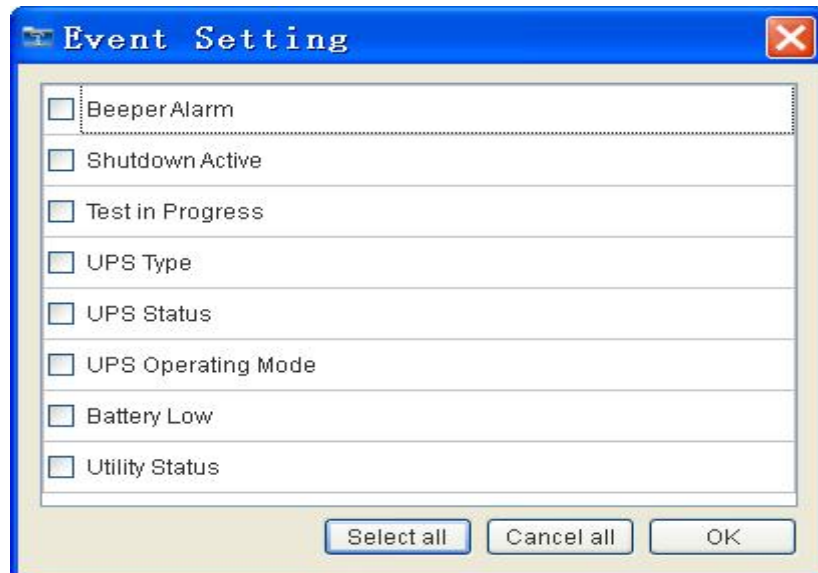 Event Setting
Beeper Alarm
Shutdown Active
Test in Progress
UPS Type
UPS Status
UPS Operating Mode
Battery Low
Utility Status
Select all Cancel all OK